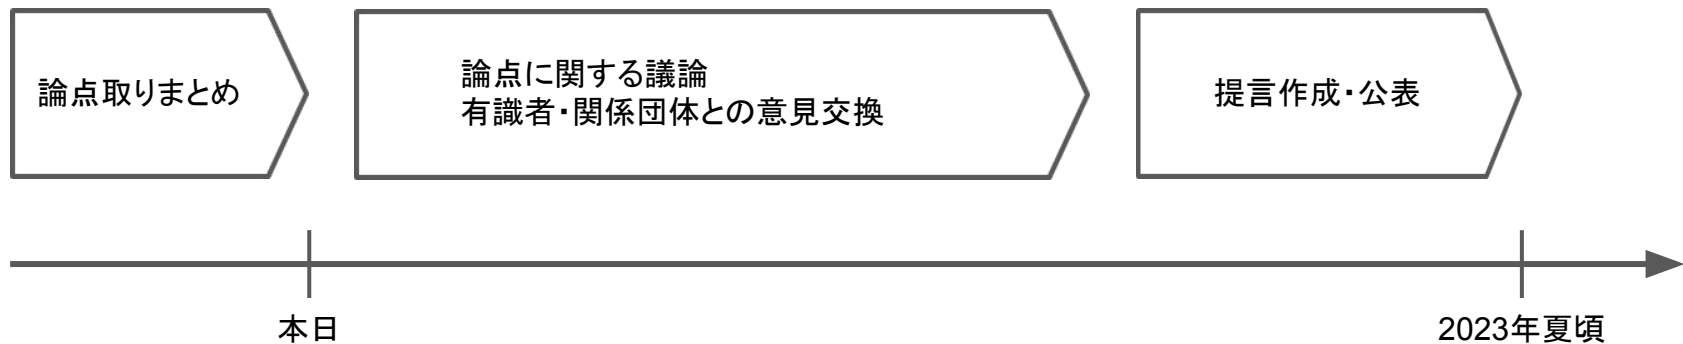 論点取りまとめ
論点に関する議論
有識者・関係団体との意見交換
提言作成・公表
本日
2023年夏頃